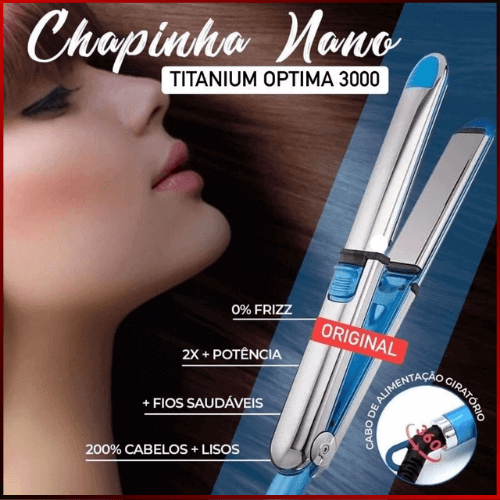 Chapinha Nano
TITANIUM OPTIMA 3000
0% FRIZZ
ORIGINAL
2X + POTÊNCIA
+ FIOS SAUDÁVEIS
200% CABELOS + LISOS
CABO DE ALIMENTAÇÃO GIRATÓRIO
360°